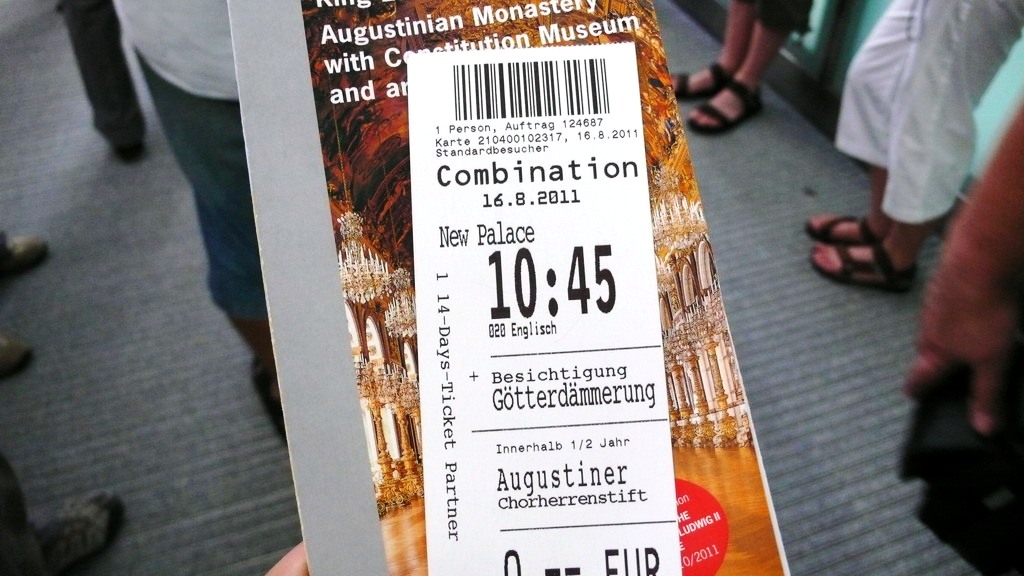 Augustinian Monastery
with Constitution Museum
and
1 Person, Auftrag 124687
Karte 210400102317, 16.8.2011
Standardbesucher
Combination
16.8.2011
New Palace
10:45
020 Englisch
1 14-Days-Ticket Partner
+ Besichtigung
Götterdämmerung
Innerhalb 1/2 Jahr
Augustiner
Chorherrenstift
EUR
LUDWIG II
0/2011